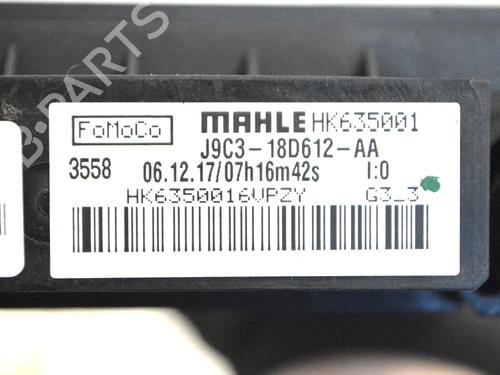 B-PARTS
FoMoCo MAHLE HK635001
J9C3-18D612-AA
3558 06.12.17/07h16m42s I:0
HK6350016VPZY G3_3